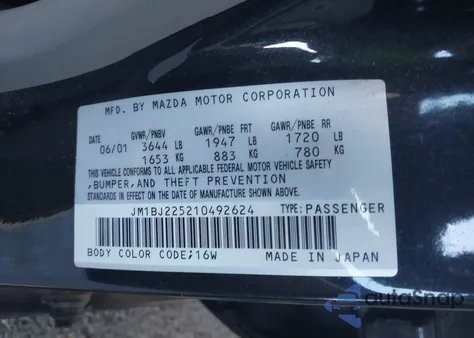 MFD. BY MAZDA MOTOR CORPORATION
GVWR/PNBV GAWR/PNBE FRT GAWR/PNBE RR
06/01 3644 LB 1947 LB 1720 LB
1653 KG 883 KG 780 KG
THIS VEHICLE CONFORMS TO ALL APPLICABLE FEDERAL MOTOR VEHICLE SAFETY
,BUMPER,AND THEFT PREVENTION
STANDARDS IN EFFECT ON THE DATE OF MANUFACTURE SHOWN ABOVE.
JM1BJ225210492624 TYPE:PASSENGER
BODY COLOR CODE;16W MADE IN JAPAN
autoSnap